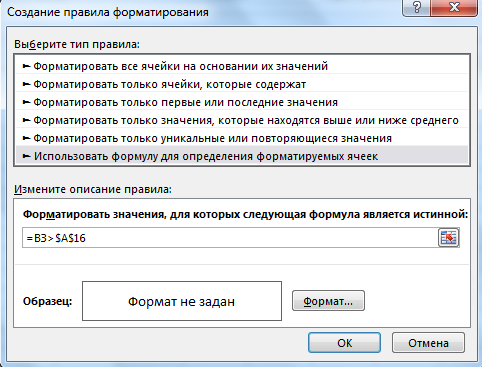 Создание правила форматирования
Выберите тип правила:
► Форматировать все ячейки на основании их значений
► Форматировать только ячейки, которые содержат
► Форматировать только первые или последние значения
► Форматировать только значения, которые находятся выше или ниже среднего
► Форматировать только уникальные или повторяющиеся значения
► Использовать формулу для определения форматируемых ячеек
Измените описание правила:
Форматировать значения, для которых следующая формула является истинной:
=B3>$A$16
Образец:
Формат не задан
Формат...
ОК
Отмена